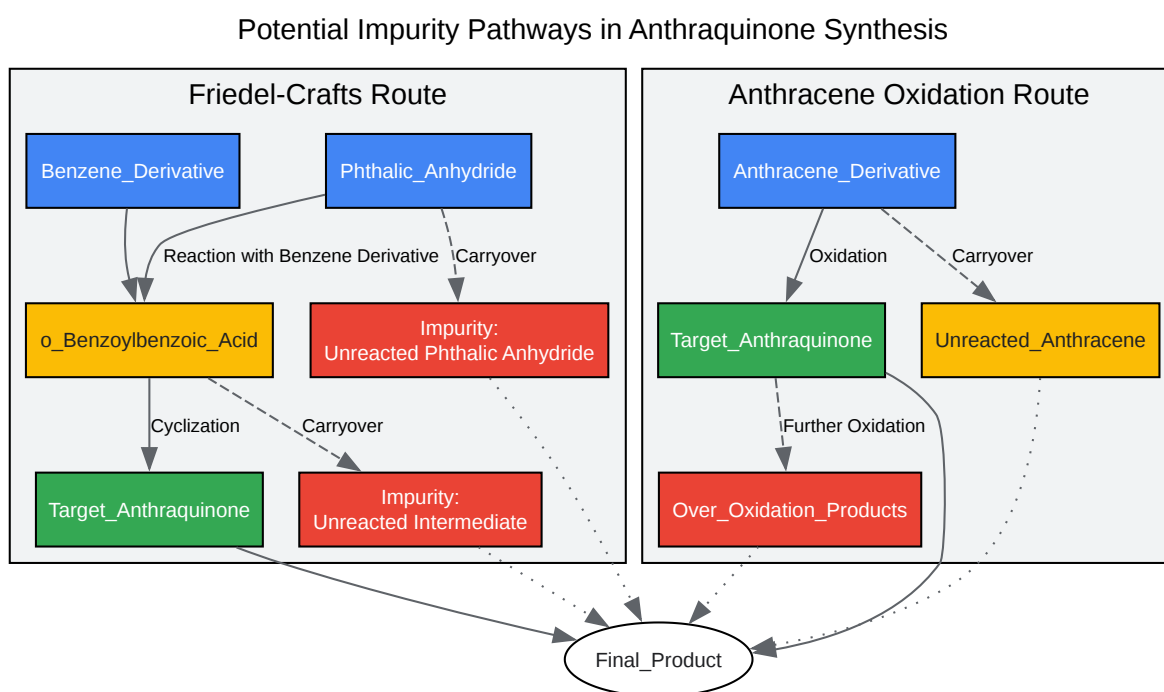 Potential Impurity Pathways in Anthraquinone Synthesis
Friedel-Crafts Route
Benzene_Derivative
Phthalic_Anhydride
Reaction with Benzene Derivative
Carryover
o_Benzoylbenzoic_Acid
Impurity:
Unreacted Phthalic Anhydride
Cyclization
Carryover
Target_Anthraquinone
Impurity:
Unreacted Intermediate
Anthracene Oxidation Route
Anthracene_Derivative
Oxidation
Carryover
Target_Anthraquinone
Unreacted_Anthracene
Further Oxidation
Over_Oxidation_Products
Final_Product